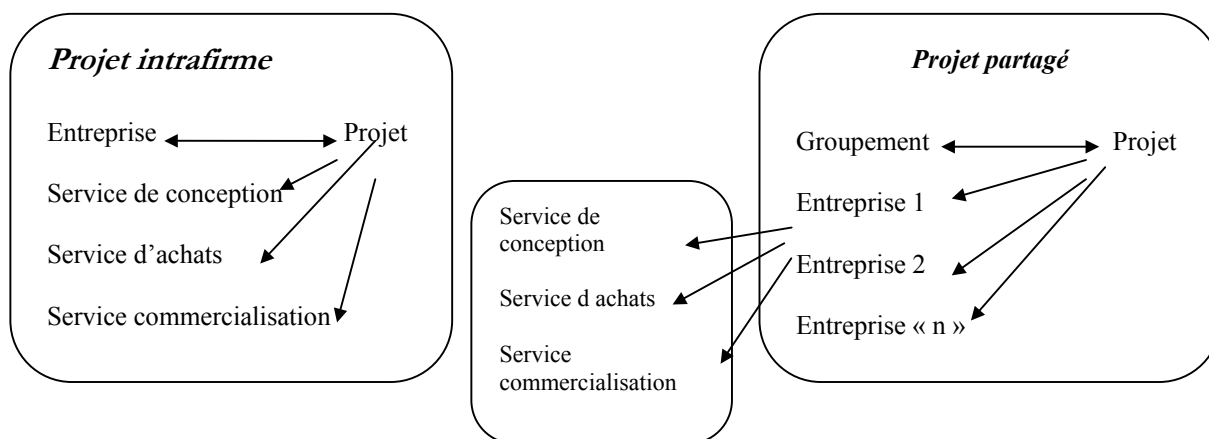 Projet intrafirme
Entreprise Projet
Service de conception
Service d’achats
Service commercialisation
Service de
conception
Service d achats
Service
commercialisation
Projet partagé
Groupement Projet
Entreprise 1
Entreprise 2
Entreprise « n »